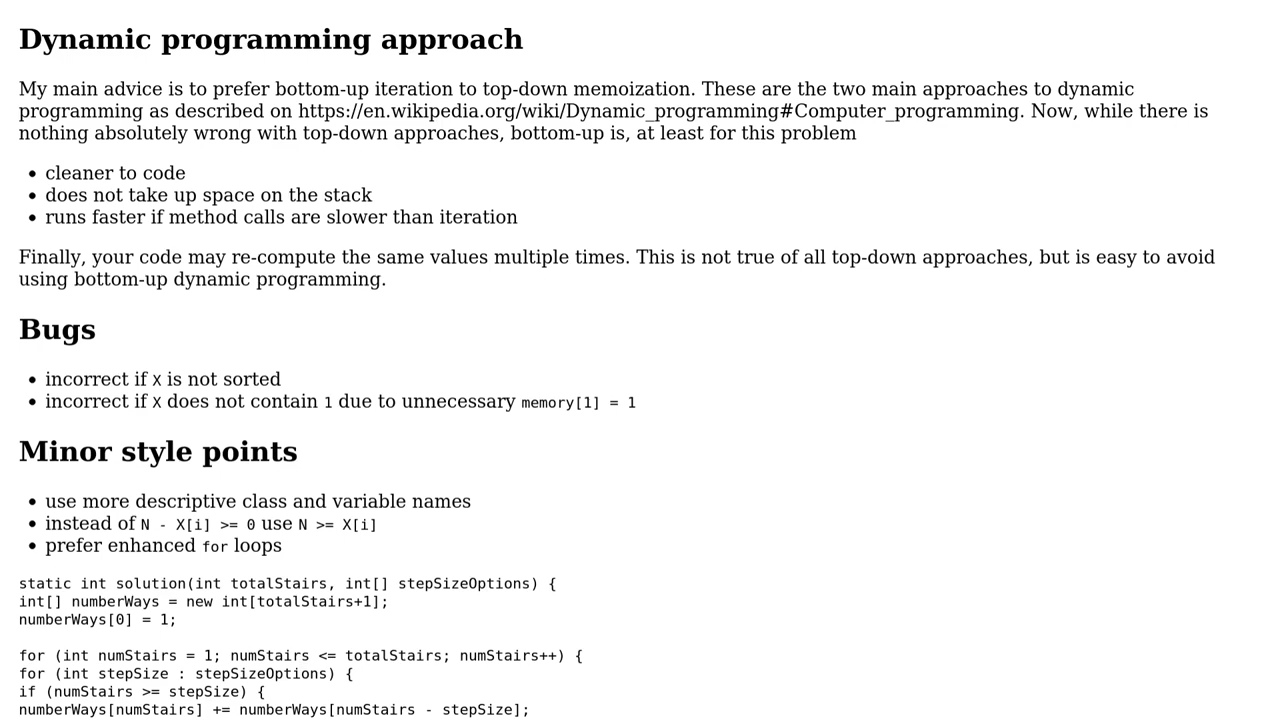 Dynamic programming approach
My main advice is to prefer bottom-up iteration to top-down memoization. These are the two main approaches to dynamic
programming as described on https://en.wikipedia.org/wiki/Dynamic_programming#Computer_programming. Now, while there is
nothing absolutely wrong with top-down approaches, bottom-up is, at least for this problem
• cleaner to code
• does not take up space on the stack
• runs faster if method calls are slower than iteration
Finally, your code may re-compute the same values multiple times. This is not true of all top-down approaches, but is easy to avoid
using bottom-up dynamic programming.
Bugs
• incorrect if X is not sorted
• incorrect if X does not contain 1 due to unnecessary memory[1] = 1
Minor style points
• use more descriptive class and variable names
• instead of N - X[i] >= 0 use N >= X[i]
• prefer enhanced for loops
static int solution(int totalStairs, int[] stepSizeOptions) {
int[] numberWays = new int[totalStairs+1];
numberWays[0] = 1;
for (int numStairs = 1; numStairs <= totalStairs; numStairs++) {
for (int stepSize : stepSizeOptions) {
if (numStairs >= stepSize) {
numberWays[numStairs] += numberWays[numStairs - stepSize];